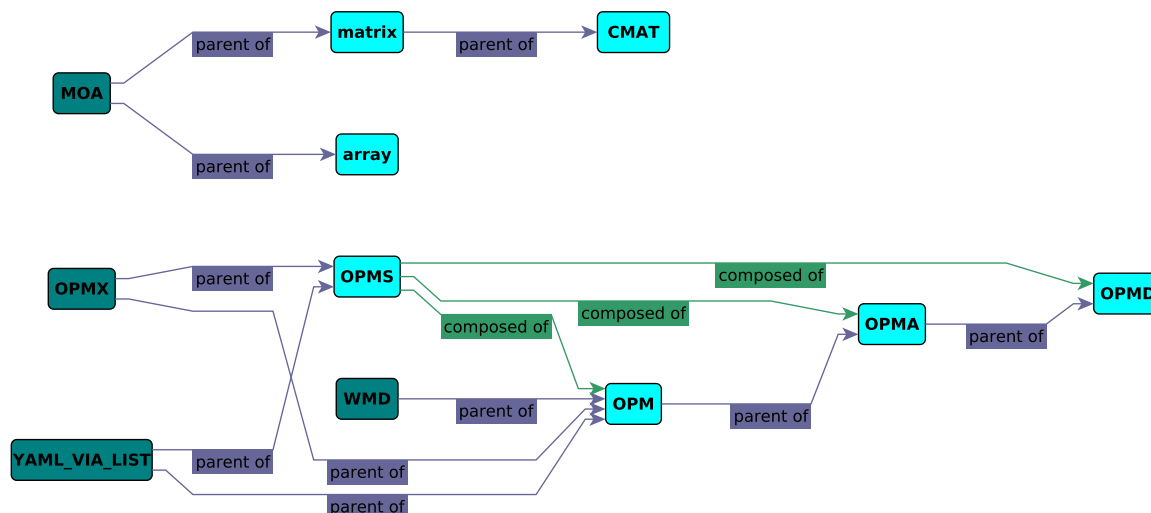 matrix
CMAT
parent of
parent of
MOA
array
parent of
OPMS
composed of
parent of
OPMX
OPMD
composed of
OPMA
composed of
parent of
WMD
OPM
parent of
parent of
YAML_VIA_LIST
parent of
parent of
parent of